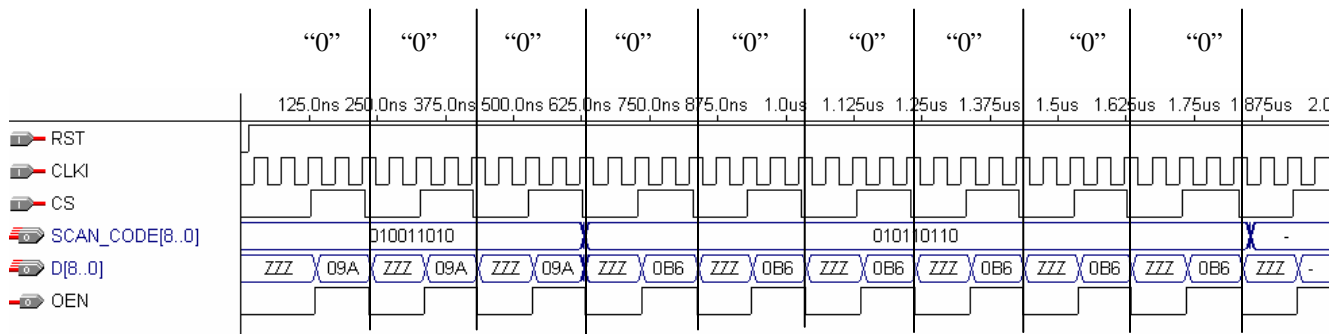 “0” “0” “0” “0” “0” “0” “0” “0” “0”
125.0ns 250.0ns 375.0ns 500.0ns 625.0ns 750.0ns 875.0ns 1.0us 1.125us 1.25us 1.375us 1.5us 1.625us 1.75us 1.875us 2.0
RST
CLKI
CS
SCAN_CODE[8..0] 010011010 010110110 -
D[8..0] ZZZ 09A ZZZ 09A ZZZ 09A ZZZ 0B6 ZZZ 0B6 ZZZ 0B6 ZZZ 0B6 ZZZ 0B6 ZZZ 0B6 ZZZ -
OEN